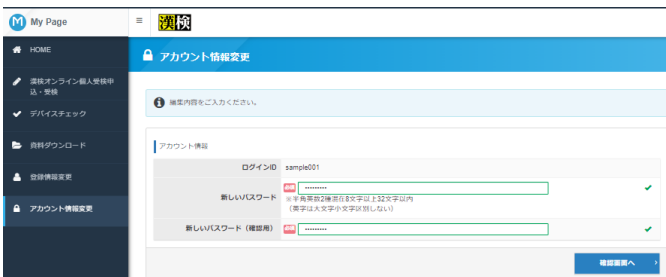 My Page
漢検
HOME
漢検オンライン個人受検申
込・受検
デバイスチェック
資料ダウンロード
登録情報変更
アカウント情報変更
アカウント情報変更
編集内容をご入力ください。
アカウント情報
ログインID sample001
新しいパスワード 必須 •••••••••
※半角英数2種混在8文字以上32文字以内
（英字は大文字小文字区別しない）
新しいパスワード（確認用） 必須 •••••••••
確認画面へ